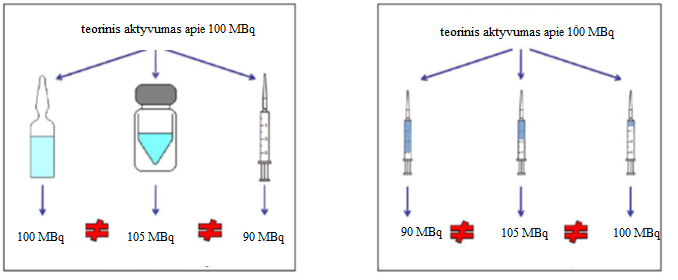 teorinis aktyvumas apie 100 MBq
100 MBq ≠ 105 MBq ≠ 90 MBq
teorinis aktyvumas apie 100 MBq
90 MBq ≠ 105 MBq ≠ 100 MBq